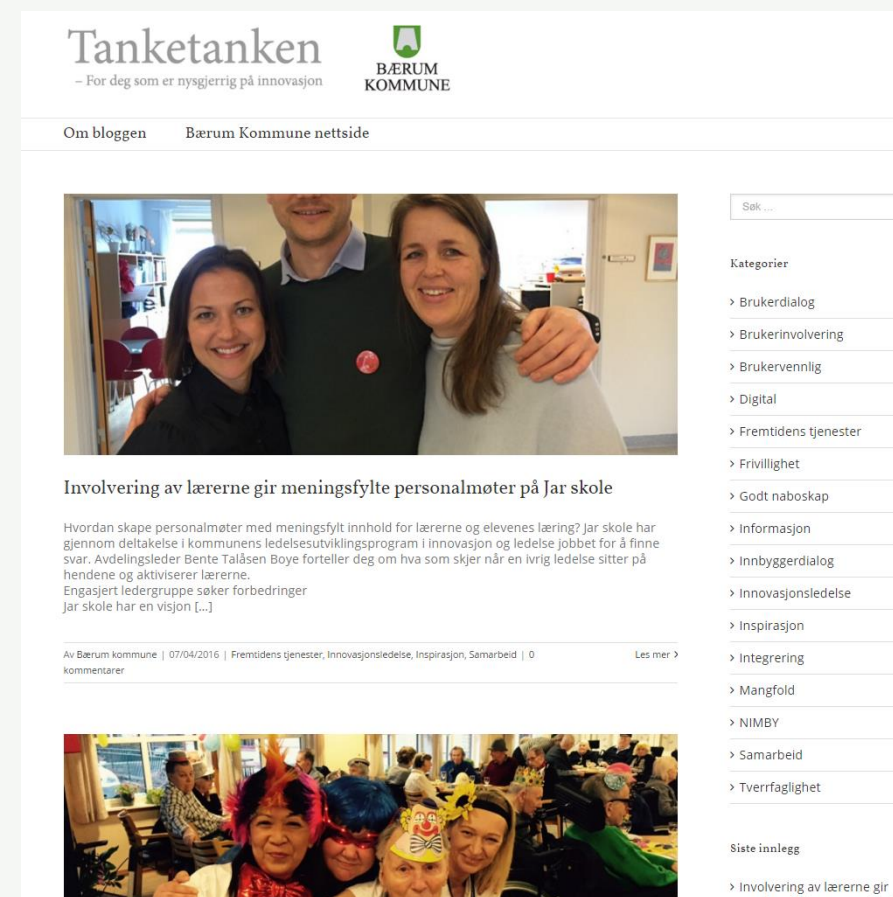 Tanketanken
– For deg som er nysgjerrig på innovasjon
BÆRUM
KOMMUNE
Om bloggen
Bærum Kommune nettside
Involvering av lærerne gir meningsfylte personalmøter på Jar skole
Hvordan skape personalmøter med meningsfylt innhold for lærerne og elevenes læring? Jar skole har
gjennom deltakelse i kommunens ledelsesutviklingsprogram i innovasjon og ledelse jobbet for å finne
svar. Avdelingsleder Bente Talåsen Boye forteller deg om hva som skjer når en ivrig ledelse sitter på
hendene og aktiviserer lærerne.
Engasjert ledergruppe søker forbedringer
Jar skole har en visjon [...]
Av Bærum kommune | 07/04/2016 | Fremtidens tjenester, Innovasjonsledelse, Inspirasjon, Samarbeid | 0
kommentarer
Les mer
Søk ...
Kategorier
Brukerdialog
Brukerinvolvering
Brukervennlig
Digital
Fremtidens tjenester
Frivillighet
Godt naboskap
Informasjon
Innbyggerdialog
Innovasjonsledelse
Inspirasjon
Integrering
Mangfold
NIMBY
Samarbeid
Tverrfaglighet
Siste innlegg
Involvering av lærerne gir